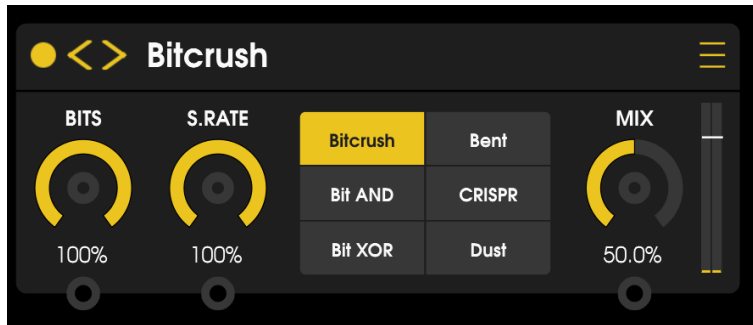 Bitcrush
BITS S.RATE MIX
Bitcrush Bent
Bit AND CRISPR
Bit XOR Dust
100% 100% 50.0%